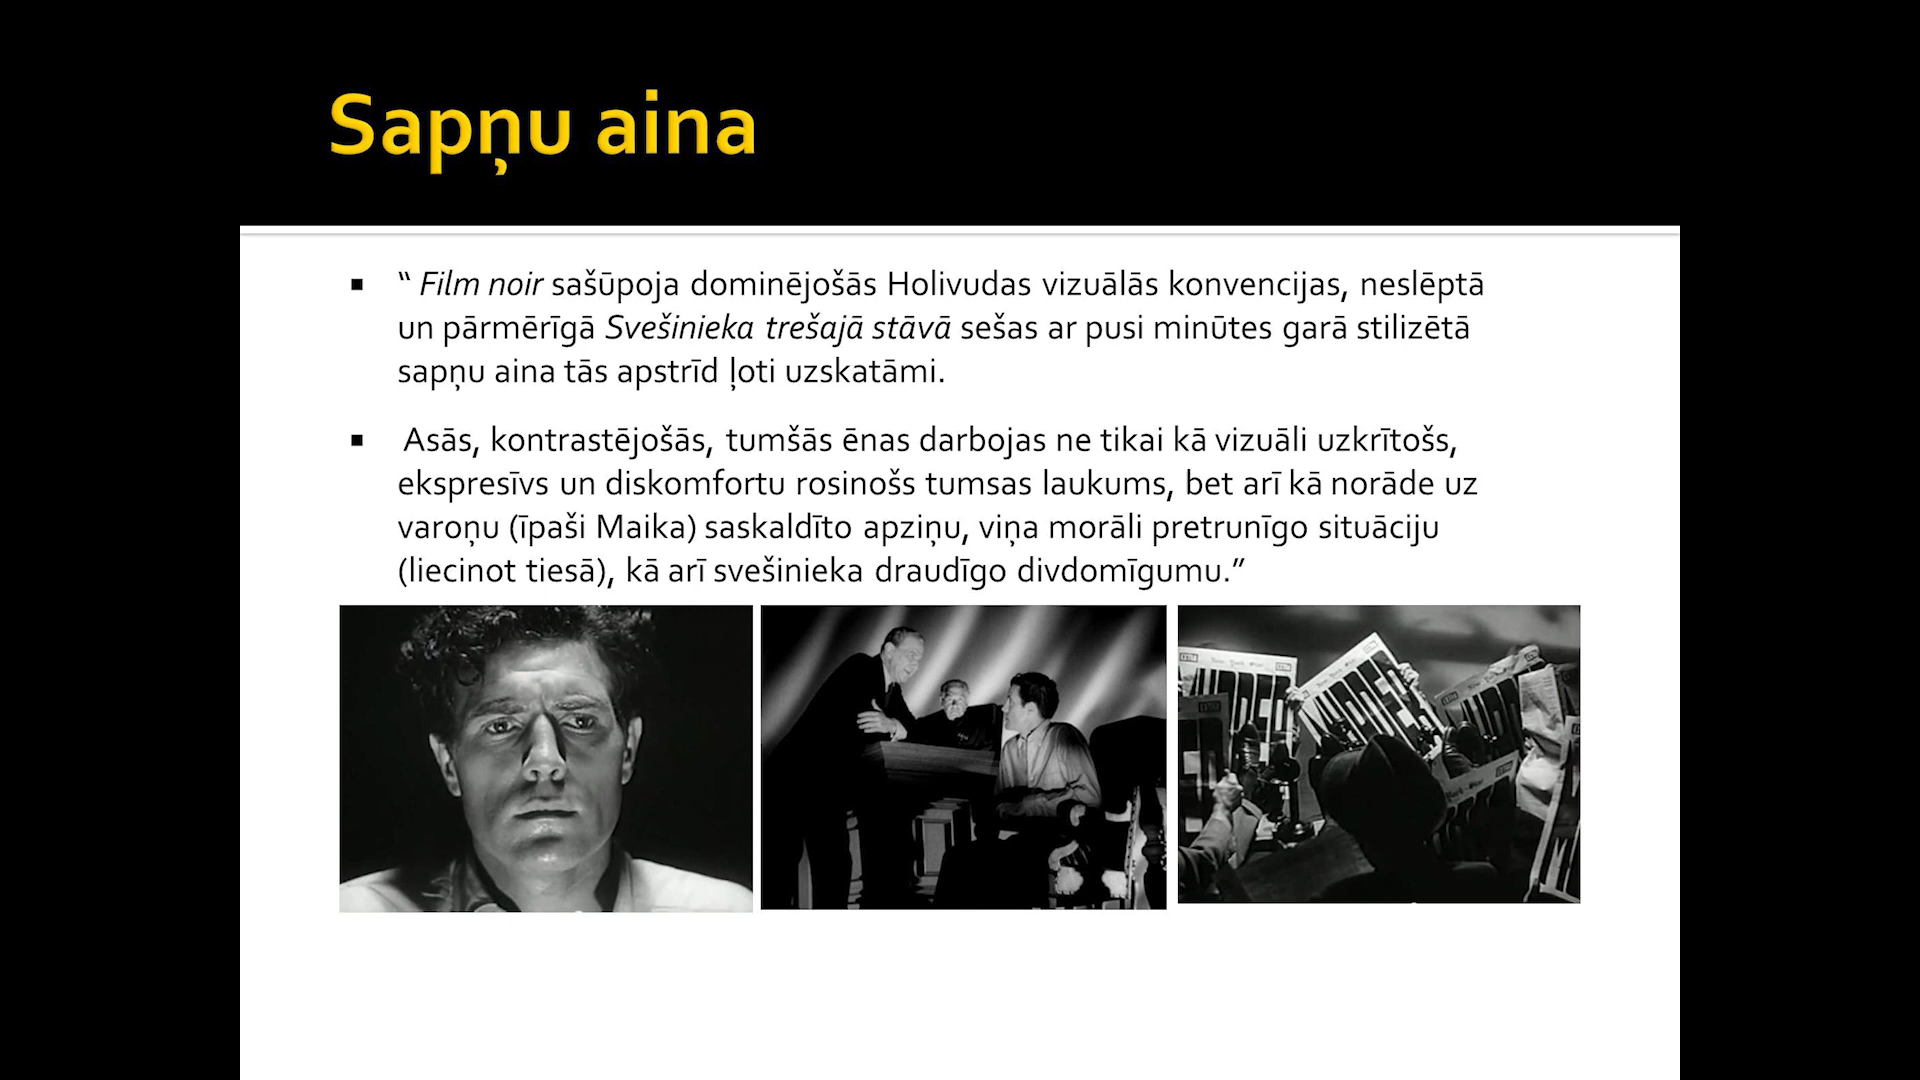 Sapņu aina
“ Film noir sašūpoja dominējošās Holivudas vizuālās konvencijas, neslēptā
un pārmērīgā Svešinieka trešajā stāvā sešas ar pusi minūtes garā stilizētā
sapņu aina tās apstrīd ļoti uzskatāmi.
Asās, kontrastējošās, tumšās ēnas darbojas ne tikai kā vizuāli uzkrītošs,
ekspresīvs un diskomfortu rosinošs tumsas laukums, bet arī kā norāde uz
varoņu (īpaši Maika) saskaldīto apziņu, viņa morāli pretrunīgo situāciju
(liecinot tiesā), kā arī svešinieka draudīgo divdomīgumu.”